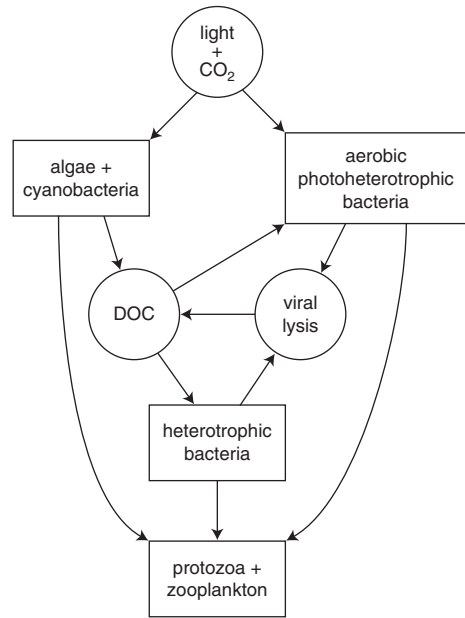 light
+
CO₂
algae +
cyanobacteria
aerobic
photoheterotrophic
bacteria
DOC
viral
lysis
heterotrophic
bacteria
protozoa +
zooplankton